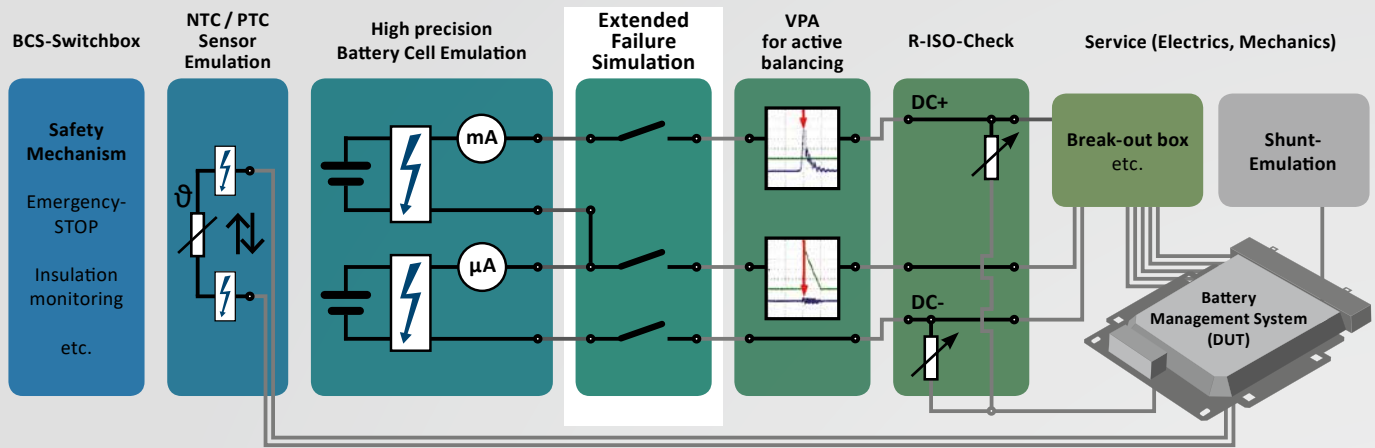 BCS-Switchbox
NTC / PTC
Sensor
Emulation
High precision
Battery Cell Emulation
Extended
Failure
Simulation
VPA
for active
balancing
R-ISO-Check
Service (Electrics, Mechanics)
Safety
Mechanism
Emergency-
STOP
Insulation
monitoring
etc.
ϑ
mA
µA
DC+
DC-
Break-out box
etc.
Shunt-
Emulation
Battery
Management System
(DUT)